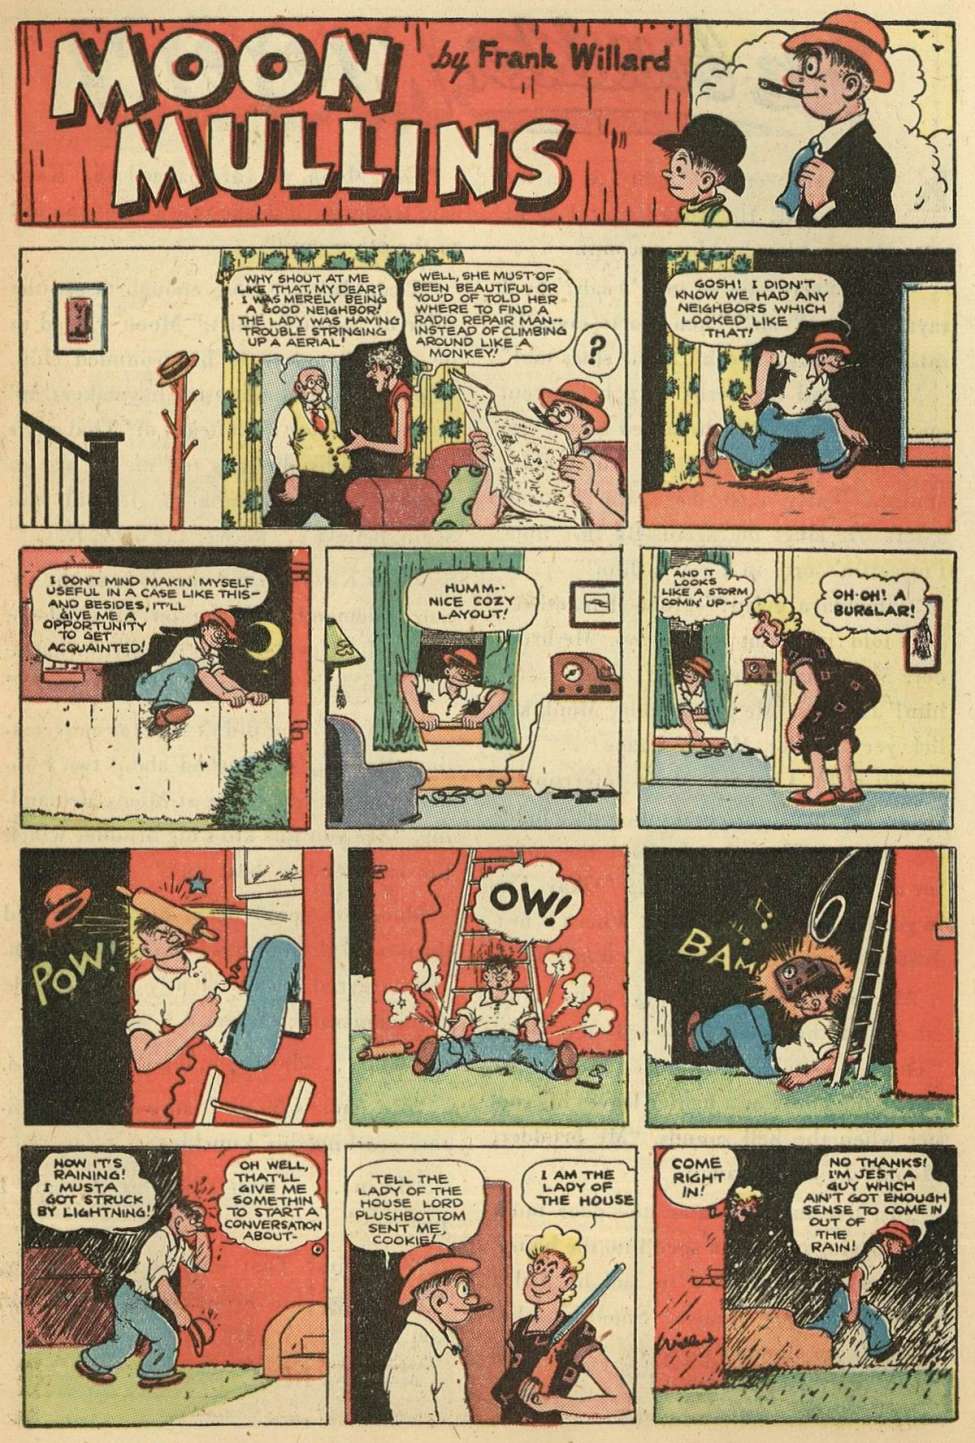 MOON
MULLINS
by Frank Willard
WHY SHOUT AT ME
LIKE THAT, MY DEAR?
I WAS MERELY BEING
A GOOD NEIGHBOR!
THE LADY WAS HAVING
TROUBLE STRINGING
UP A AERIAL!
WELL, SHE MUST OF
BEEN BEAUTIFUL OR
YOU'D OF TOLD HER
WHERE TO FIND A
RADIO REPAIR MAN--
INSTEAD OF CLIMBING
AROUND LIKE A
MONKEY!
?
GOSH! I DIDN'T
KNOW WE HAD ANY
NEIGHBORS WHICH
LOOKED LIKE
THAT!
I DON'T MIND MAKIN' MYSELF
USEFUL IN A CASE LIKE THIS-
AND BESIDES, IT'LL
GIVE ME A
OPPORTUNITY
TO GET
ACQUAINTED!
HUMM--
NICE COZY
LAYOUT!
AND IT
LOOKS
LIKE A STORM
COMIN' UP--
OH-OH! A
BURGLAR!
POW!
OW!
BAM!
NOW IT'S
RAINING!
I MUSTA
GOT STRUCK
BY LIGHTNING!
OH WELL,
THAT'LL
GIVE ME
SOMETHIN
TO START A
CONVERSATION
ABOUT-
TELL THE
LADY OF THE
HOUSE LORD
PLUSHBOTTOM
SENT ME,
COOKIE!
I AM THE
LADY OF
THE HOUSE
COME
RIGHT
IN!
NO THANKS!
I'M JEST A
GUY WHICH
AIN'T GOT ENOUGH
SENSE TO COME IN
OUT OF
THE
RAIN!
Willard